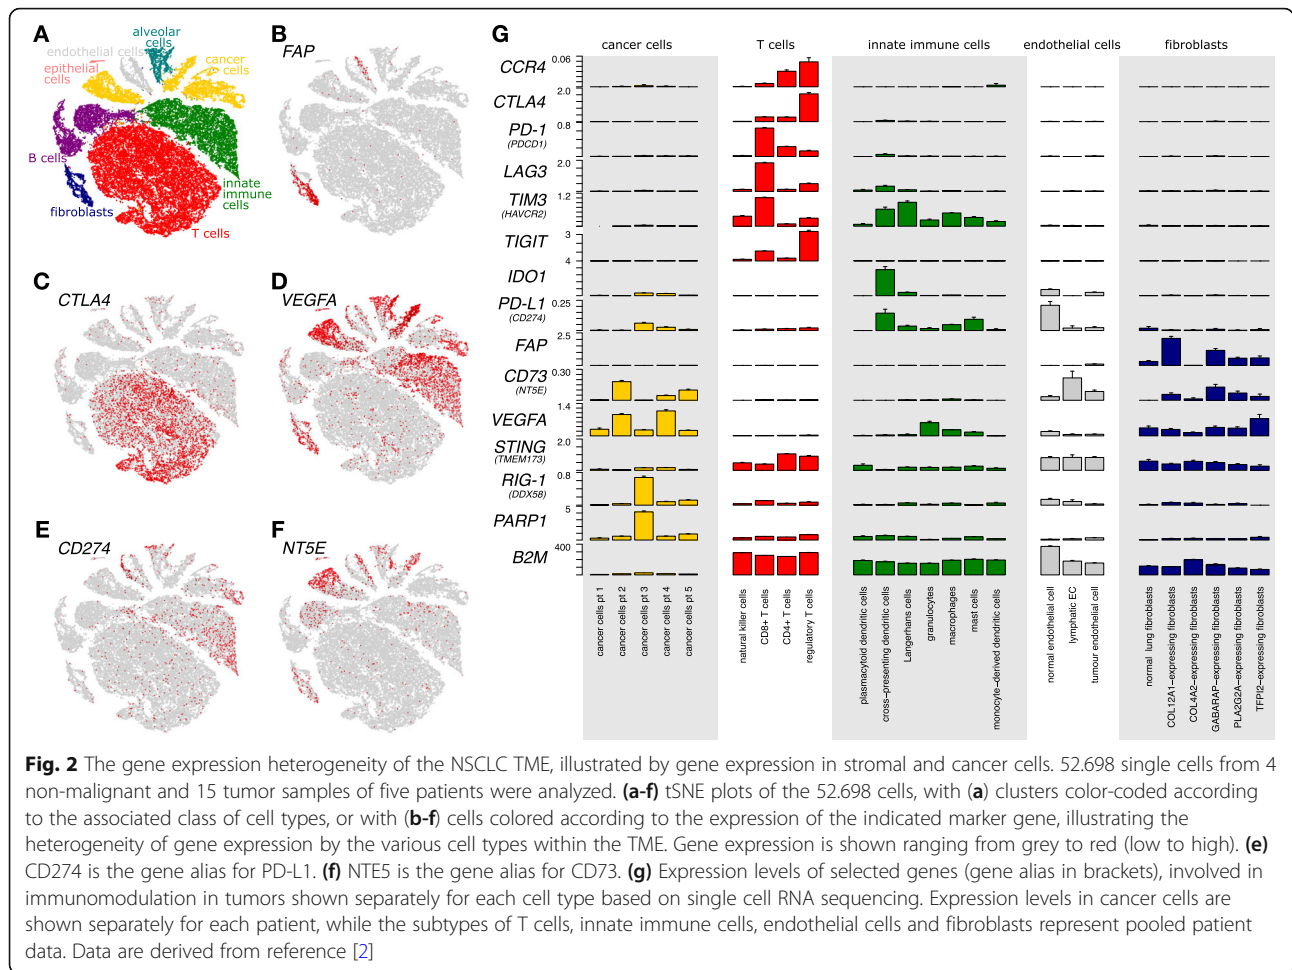 A
alveolar
cells
endothelial cells
epithelial
cells
cancer
cells
B cells
fibroblasts
innate
immune
cells
T cells
B
FAP
C
CTLA4
D
VEGFA
E
CD274
F
NT5E
G
cancer cells
T cells
innate immune cells
endothelial cells
fibroblasts
CCR4
0.06
CTLA4
2.0
PD-1
(PDCD1)
0.8
LAG3
2.0
TIM3
(HAVCR2)
1.2
TIGIT
3
IDO1
4
PD-L1
(CD274)
0.25
FAP
2.5
CD73
(NT5E)
0.30
VEGFA
1.4
STING
(TMEM173)
2.0
RIG-1
(DDX58)
0.8
PARP1
5
B2M
400
cancer cells pt 1
cancer cells pt 2
cancer cells pt 3
cancer cells pt 4
cancer cells pt 5
natural killer cells
CD8+ T cells
CD4+ T cells
regulatory T cells
plasmacytoid dendritic cells
cross−presenting dendritic cells
Langerhans cells
granulocytes
macrophages
mast cells
monocyte−derived dendritic cells
normal endothelial cell
lymphatic EC
tumour endothelial cell
normal lung fibroblasts
COL12A1−expressing fibroblasts
COL4A2−expressing fibroblasts
GABARAP−expressing fibroblasts
PLA2G2A−expressing fibroblasts
TFPI2−expressing fibroblasts
Fig. 2 The gene expression heterogeneity of the NSCLC TME, illustrated by gene expression in stromal and cancer cells. 52.698 single cells from 4
non-malignant and 15 tumor samples of five patients were analyzed. (a-f) tSNE plots of the 52.698 cells, with (a) clusters color-coded according
to the associated class of cell types, or with (b-f) cells colored according to the expression of the indicated marker gene, illustrating the
heterogeneity of gene expression by the various cell types within the TME. Gene expression is shown ranging from grey to red (low to high). (e)
CD274 is the gene alias for PD-L1. (f) NTE5 is the gene alias for CD73. (g) Expression levels of selected genes (gene alias in brackets), involved in
immunomodulation in tumors shown separately for each cell type based on single cell RNA sequencing. Expression levels in cancer cells are
shown separately for each patient, while the subtypes of T cells, innate immune cells, endothelial cells and fibroblasts represent pooled patient
data. Data are derived from reference [2]